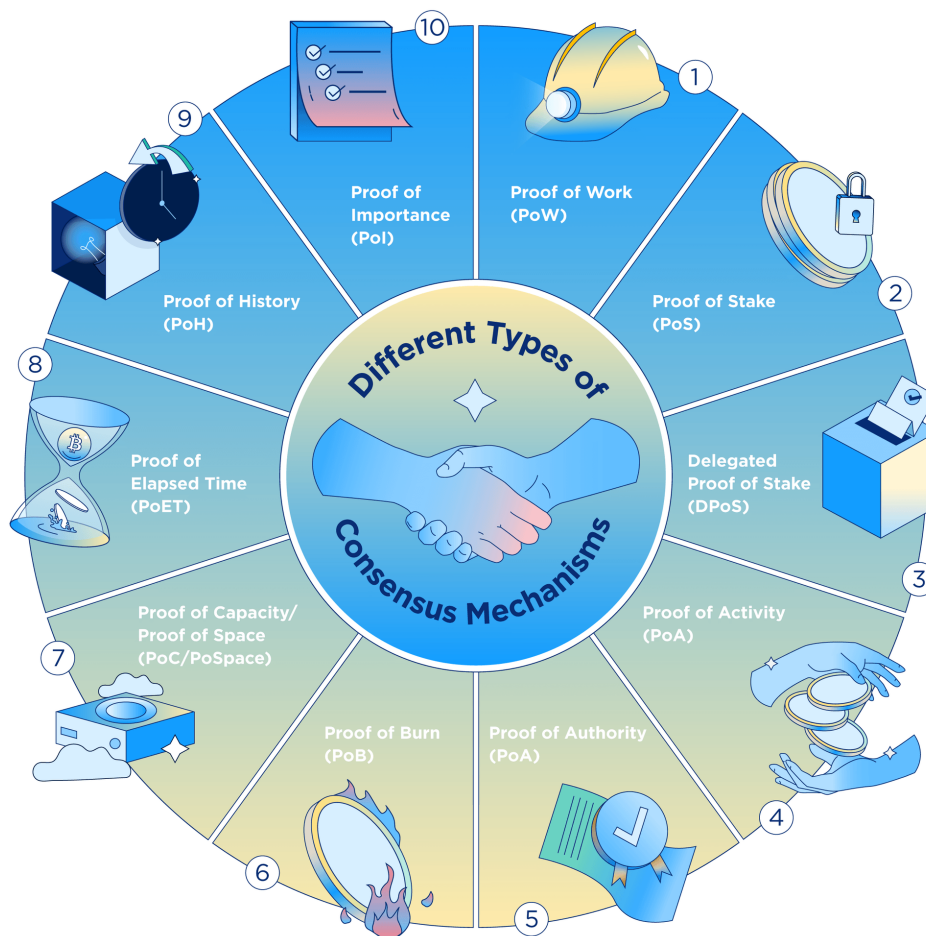 Different Types of
Consensus Mechanisms
1
Proof of Work
(PoW)
2
Proof of Stake
(PoS)
3
Delegated
Proof of Stake
(DPoS)
4
Proof of Activity
(PoA)
5
Proof of Authority
(PoA)
6
Proof of Burn
(PoB)
7
Proof of Capacity/
Proof of Space
(PoC/PoSpace)
8
Proof of
Elapsed Time
(PoET)
9
Proof of History
(PoH)
10
Proof of
Importance
(PoI)